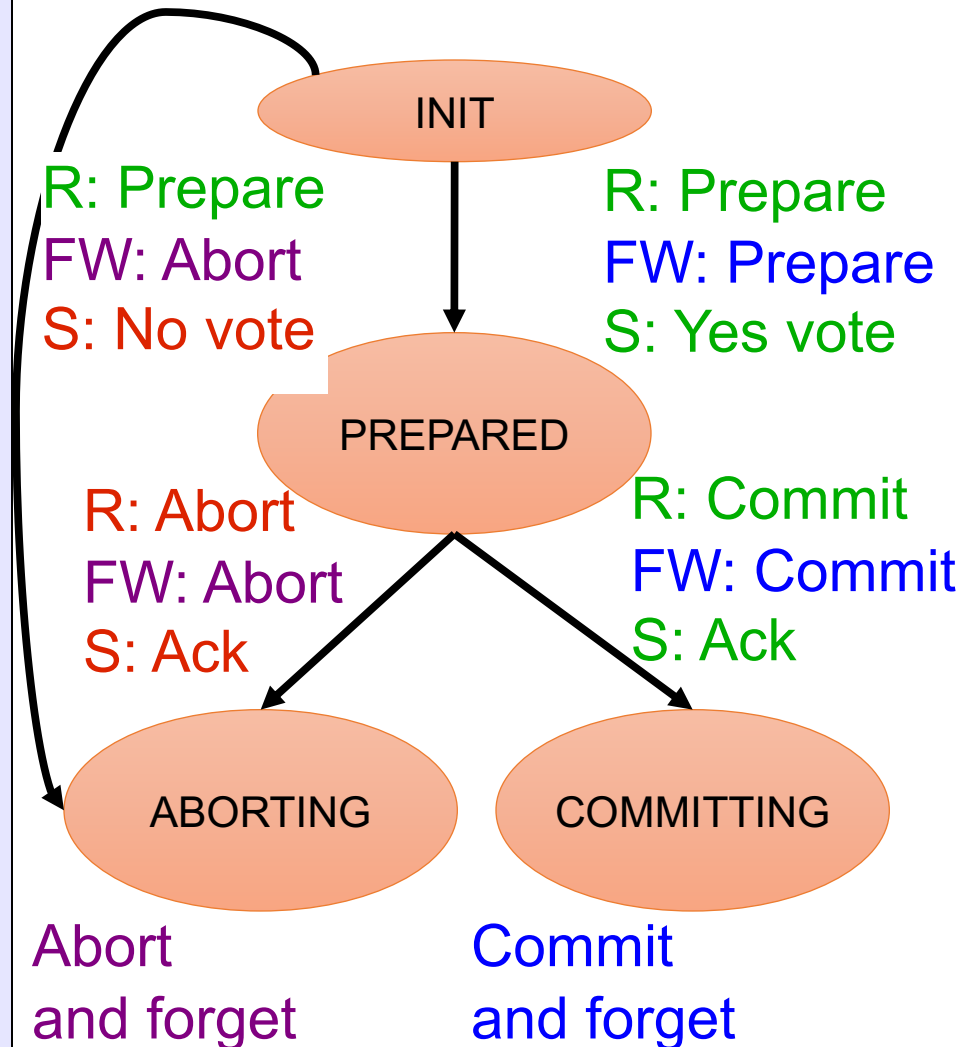 INIT
R: Prepare
FW: Abort
S: No vote
R: Prepare
FW: Prepare
S: Yes vote
PREPARED
R: Abort
FW: Abort
S: Ack
R: Commit
FW: Commit
S: Ack
ABORTING
COMMITTING
Abort
and forget
Commit
and forget